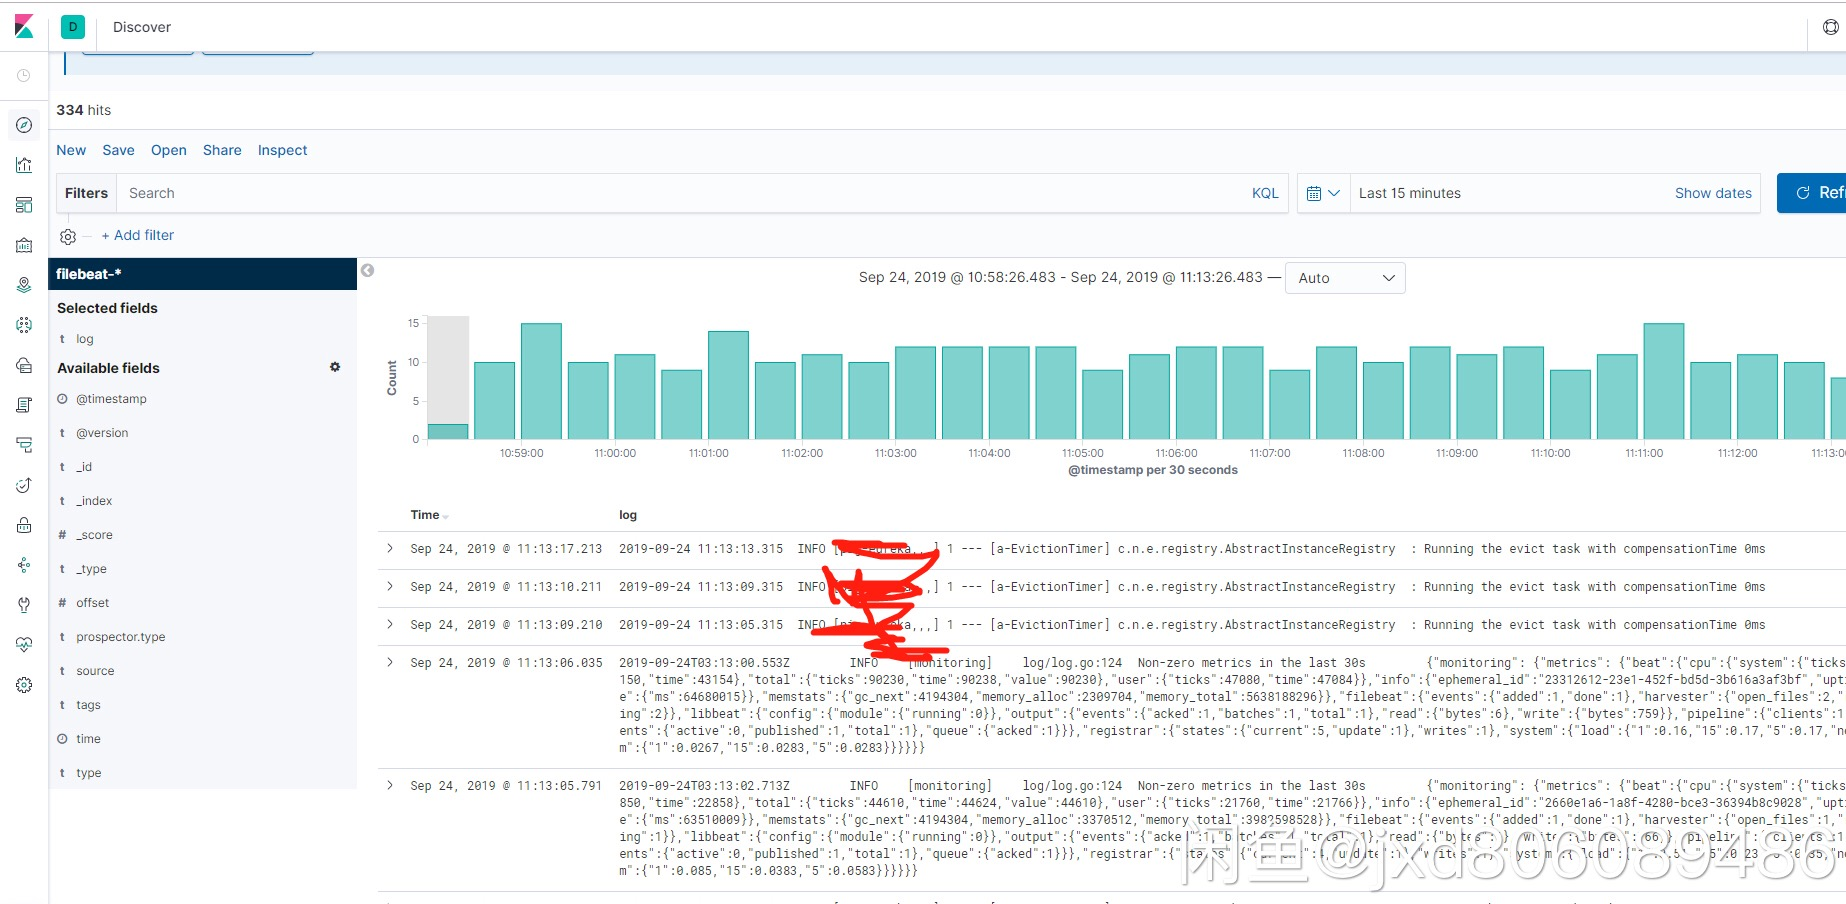 D Discover
334 hits
New Save Open Share Inspect
Filters Search KQL Last 15 minutes Show dates
+ Add filter
filebeat-*
Selected fields
t log
Available fields
@timestamp
t @version
t _id
t _index
# _score
t _type
# offset
t prospector.type
t source
t tags
time
t type
Sep 24, 2019 @ 10:58:26.483 - Sep 24, 2019 @ 11:13:26.483 — Auto
Count
15
10
5
0
10:59:00 11:00:00 11:01:00 11:02:00 11:03:00 11:04:00 11:05:00 11:06:00 11:07:00 11:08:00 11:09:00 11:10:00 11:11:00 11:12:00
@timestamp per 30 seconds
Time log
Sep 24, 2019 @ 11:13:17.213 2019-09-24 11:13:13.315 INFO 1 --- [a-EvictionTimer] c.n.e.registry.AbstractInstanceRegistry : Running the evict task with compensationTime 0ms
Sep 24, 2019 @ 11:13:10.211 2019-09-24 11:13:09.315 INFO 1 --- [a-EvictionTimer] c.n.e.registry.AbstractInstanceRegistry : Running the evict task with compensationTime 0ms
Sep 24, 2019 @ 11:13:09.210 2019-09-24 11:13:05.315 INFO 1 --- [a-EvictionTimer] c.n.e.registry.AbstractInstanceRegistry : Running the evict task with compensationTime 0ms
Sep 24, 2019 @ 11:13:06.035 2019-09-24T03:13:00.553Z INFO [monitoring] log/log.go:124 Non-zero metrics in the last 30s {"monitoring": {"metrics": {"beat":{"cpu":{"system":{"ticks
150,"time":43154},"total":{"ticks":90230,"time":90238,"value":90230},"user":{"ticks":47080,"time":47084}},"info":{"ephemeral_id":"23312612-23e1-452f-bd5d-3b616a3af3bf","upti
e":{"ms":64680015}},"memstats":{"gc_next":4194304,"memory_alloc":2309704,"memory_total":5638188296}},"filebeat":{"events":{"added":1,"done":1},"harvester":{"open_files":2,
ing":2}},"libbeat":{"config":{"module":{"running":0}},"output":{"events":{"acked":1,"batches":1,"total":1},"read":{"bytes":6},"write":{"bytes":759}},"pipeline":{"clients":1
ents":{"active":0,"published":1,"total":1},"queue":{"acked":1}}},"registrar":{"states":{"current":5,"update":1},"writes":1},"system":{"load":{"1":0.16,"15":0.17,"5":0.17,
m":{"1":0.0267,"15":0.0283,"5":0.0283}}}}}}
Sep 24, 2019 @ 11:13:05.791 2019-09-24T03:13:02.713Z INFO [monitoring] log/log.go:124 Non-zero metrics in the last 30s {"monitoring": {"metrics": {"beat":{"cpu":{"system":{"ticks
850,"time":22858},"total":{"ticks":44610,"time":44624,"value":44610},"user":{"ticks":21760,"time":21766}},"info":{"ephemeral_id":"2660e1a6-1a8f-4280-bce3-36394b8c9028","upti
e":{"ms":63510009}},"memstats":{"gc_next":4194304,"memory_alloc":3370512,"memory_total":3982598528}},"filebeat":{"events":{"added":1,"done":1},"harvester":{"open_files":1,
ing":1}},"libbeat":{"config":{"module":{"running":0}},"output":{"events":
ents":{"active":0,"published":1,"total":1},"queue":{"acked":1}}},"registrar":
m":{"1":0.085,"15":0.0383,"5":0.0583}}}}}}
闲鱼@jxd806089486